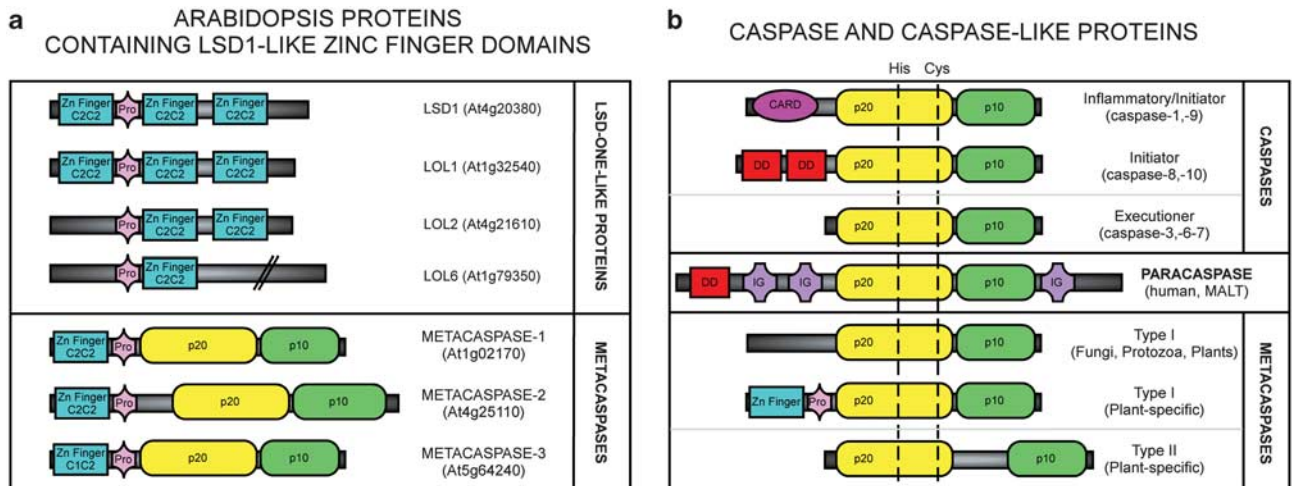 a
ARABIDOPSIS PROTEINS
CONTAINING LSD1-LIKE ZINC FINGER DOMAINS
Zn Finger
C2C2
Pro
Zn Finger
C2C2
Zn Finger
C2C2
LSD1 (At4g20380)
Zn Finger
C2C2
Pro
Zn Finger
C2C2
Zn Finger
C2C2
LOL1 (At1g32540)
Pro
Zn Finger
C2C2
Zn Finger
C2C2
LOL2 (At4g21610)
Pro
Zn Finger
C2C2
LOL6 (At1g79350)
LSD-ONE-LIKE PROTEINS
Zn Finger
C2C2
Pro
p20
p10
METACASPASE-1
(At1g02170)
Zn Finger
C2C2
Pro
p20
p10
METACASPASE-2
(At4g25110)
Zn Finger
C1C2
Pro
p20
p10
METACASPASE-3
(At5g64240)
METACASPASES
b
CASPASE AND CASPASE-LIKE PROTEINS
His Cys
CARD
p20
p10
Inflammatory/Initiator
(caspase-1,-9)
DD
DD
p20
p10
Initiator
(caspase-8,-10)
p20
p10
Executioner
(caspase-3,-6-7)
CASPASES
DD
IG
IG
p20
p10
IG
PARACASPASE
(human, MALT)
p20
p10
Type I
(Fungi, Protozoa, Plants)
Zn Finger
Pro
p20
p10
Type I
(Plant-specific)
p20
p10
Type II
(Plant-specific)
METACASPASES